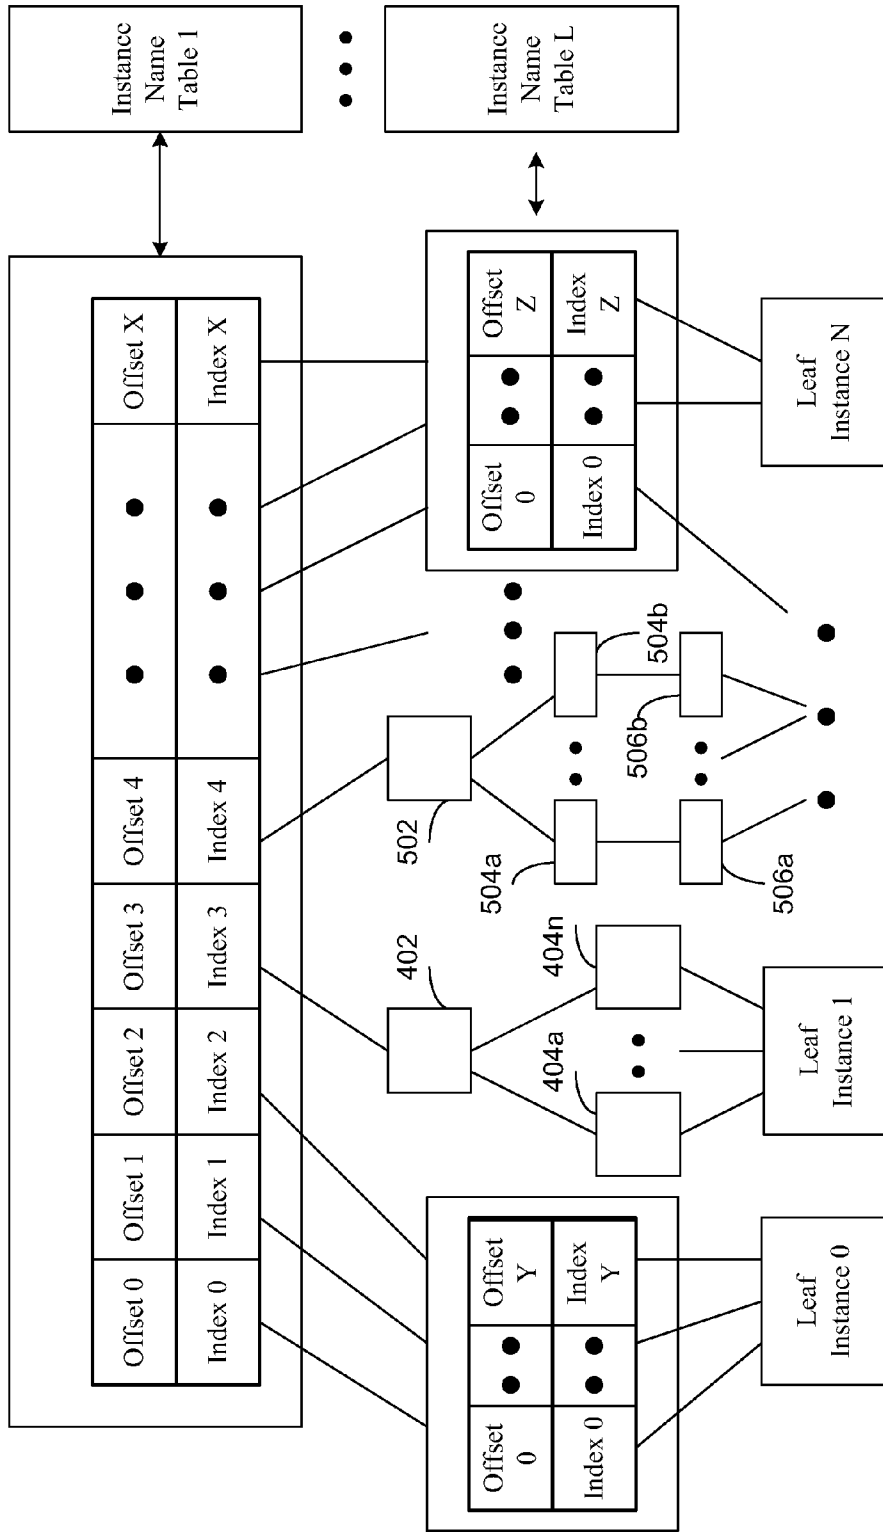 Offset 0
Offset 1
Offset 2
Offset 3
Offset 4
Offset X
Index 0
Index 1
Index 2
Index 3
Index 4
Index X
Instance
Name
Table 1
402
502
Offset
0
Offset
Y
Index 0
Index
Y
404a
404n
504a
504b
506b
506a
Offset
0
Offset
Z
Index 0
Index
Z
Instance
Name
Table L
Leaf
Instance 0
Leaf
Instance 1
Leaf
Instance N